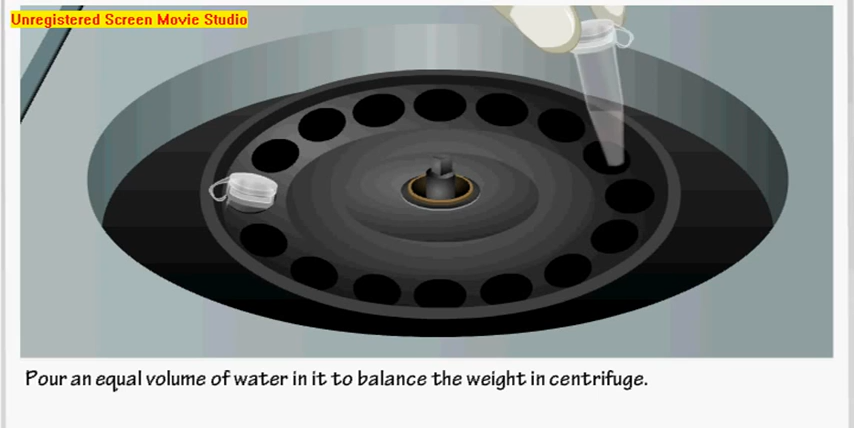 Unregistered Screen Movie Studio
Pour an equal volume of water in it to balance the weight in centrifuge.